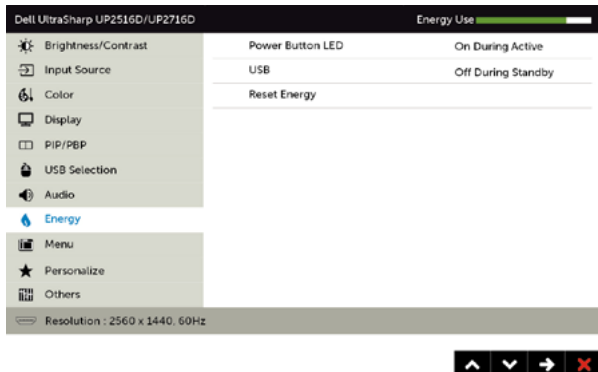 Dell UltraSharp UP2516D/UP2716D Energy Use
Brightness/Contrast Power Button LED On During Active
Input Source USB Off During Standby
Color Reset Energy
Display
PIP/PBP
USB Selection
Audio
Energy
Menu
Personalize
Others
Resolution : 2560 x 1440, 60Hz